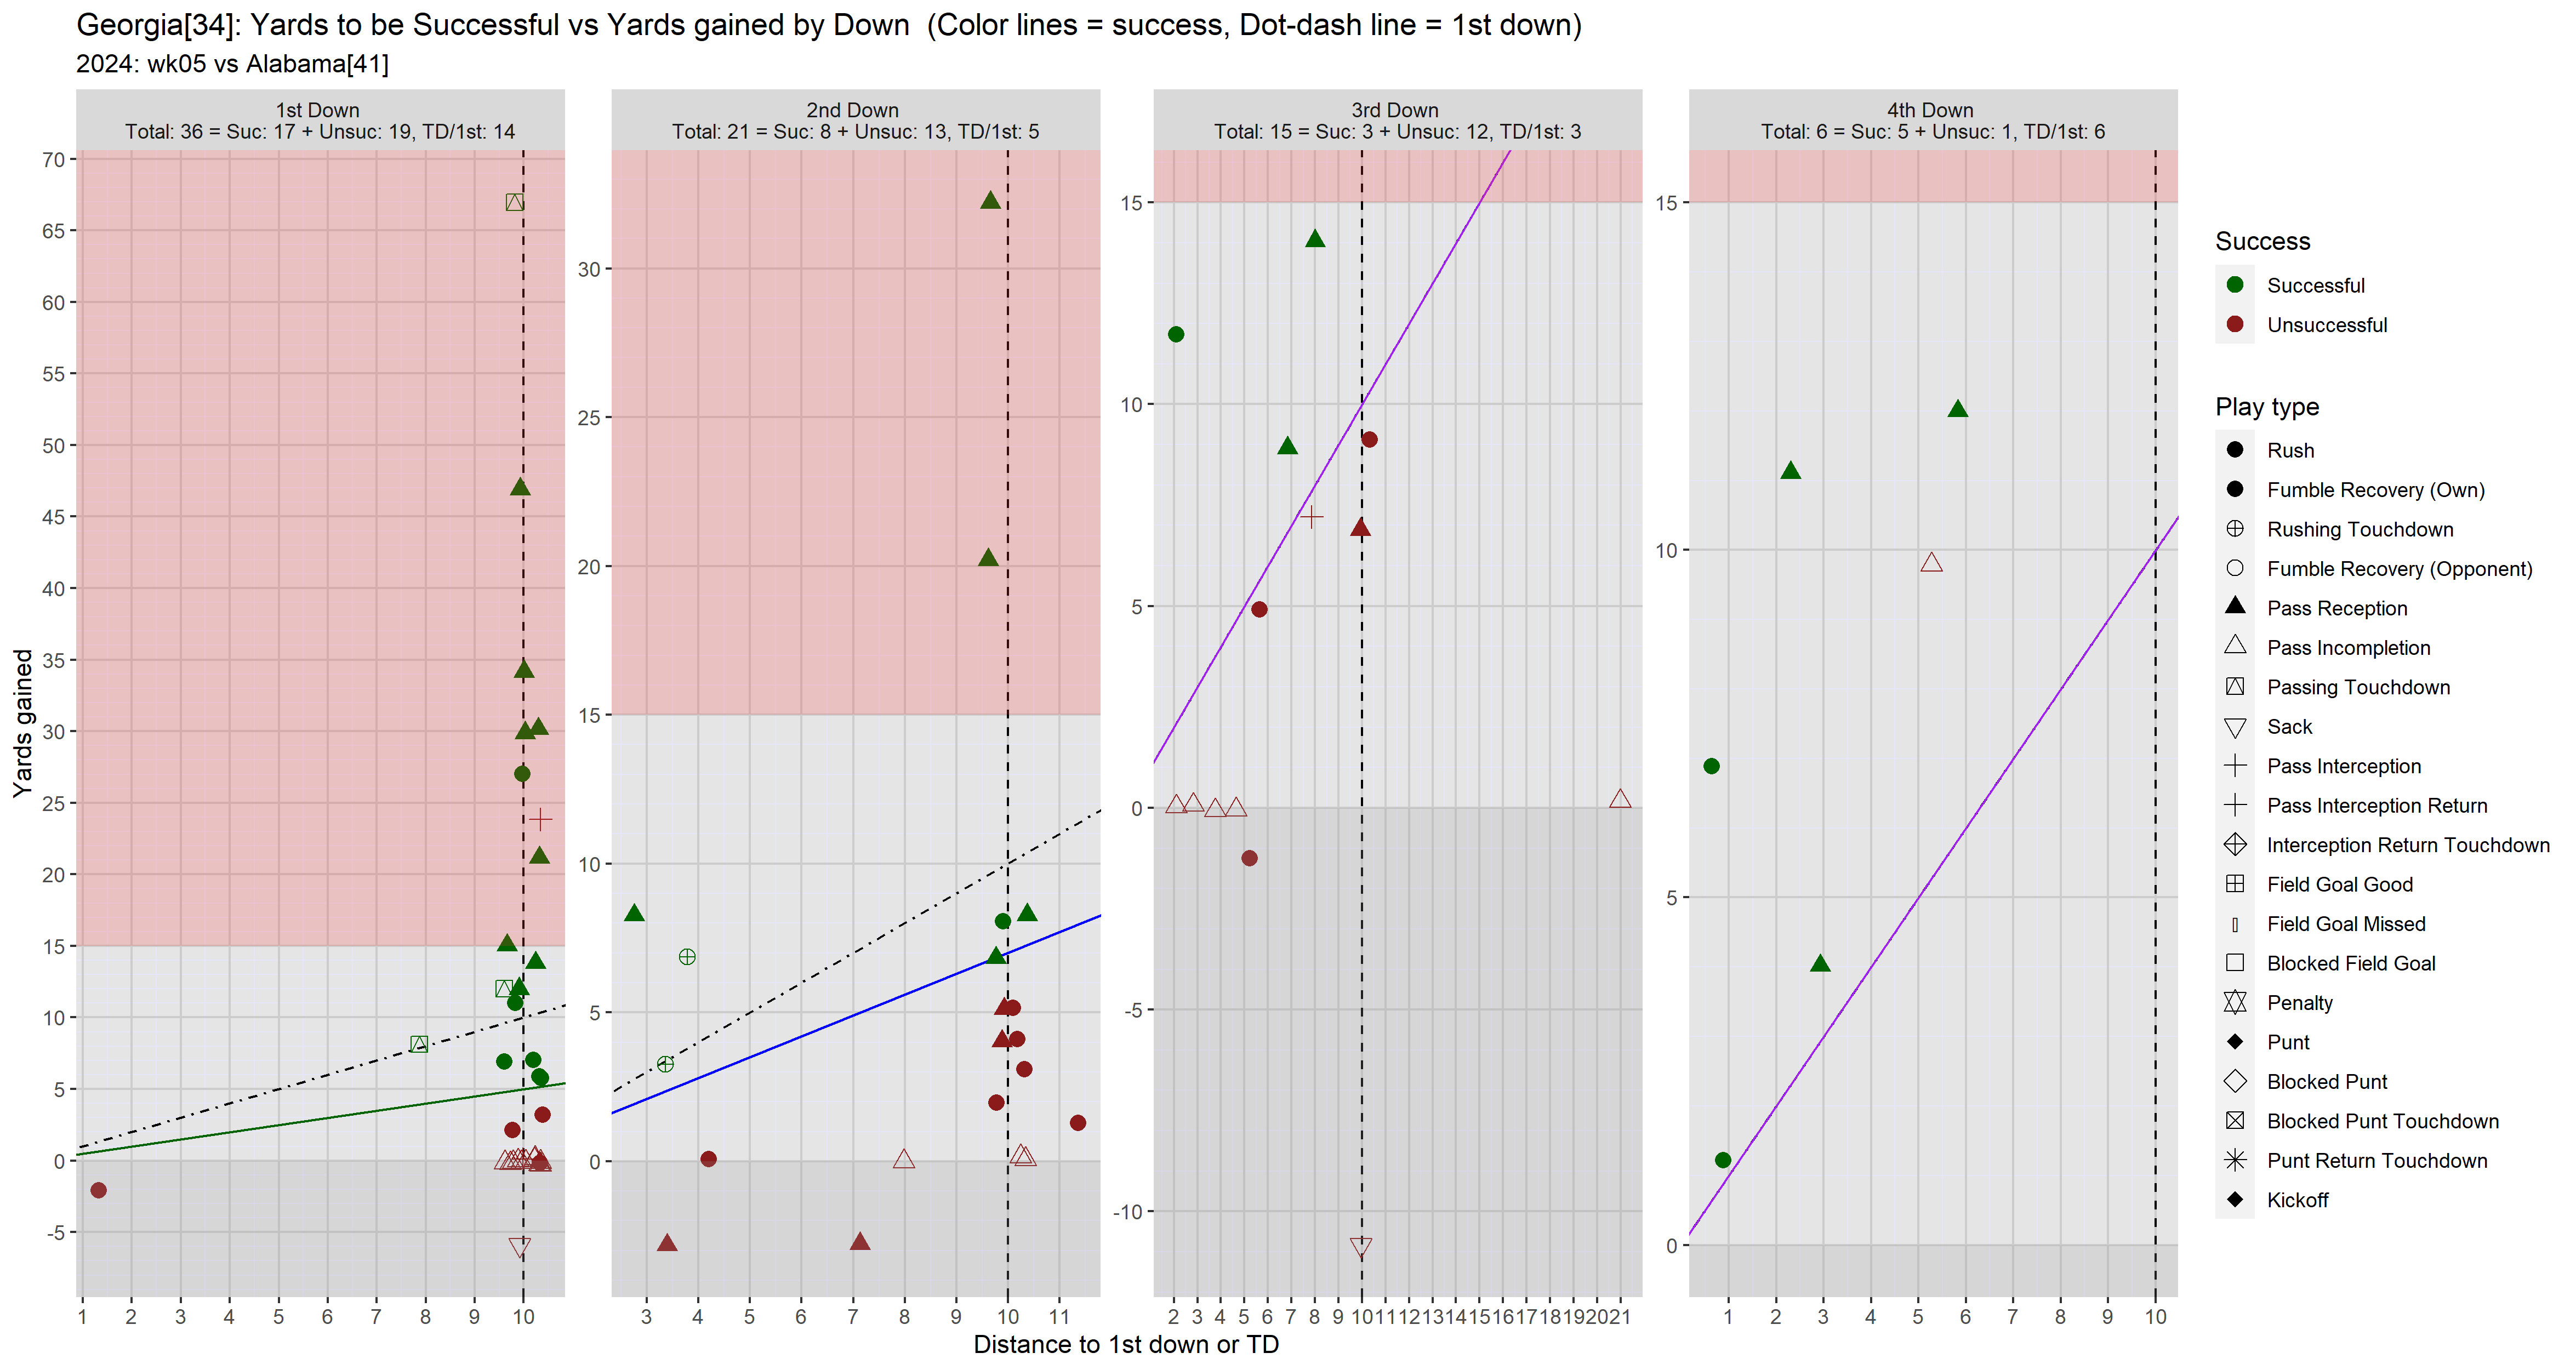 Georgia[34]: Yards to be Successful vs Yards gained by Down  (Color lines = success, Dot-dash line = 1st down)
2024: wk05 vs Alabama[41]
1st Down
Total: 36 = Suc: 17 + Unsuc: 19, TD/1st: 14
2nd Down
Total: 21 = Suc: 8 + Unsuc: 13, TD/1st: 5
3rd Down
Total: 15 = Suc: 3 + Unsuc: 12, TD/1st: 3
4th Down
Total: 6 = Suc: 5 + Unsuc: 1, TD/1st: 6
Yards gained
70
65
60
55
50
45
40
35
30
25
20
15
10
5
0
-5
1 2 3 4 5 6 7 8 9 10
30
25
20
15
10
5
0
3 4 5 6 7 8 9 10 11
15
10
5
0
-5
-10
2 3 4 5 6 7 8 9 10 11 12 13 14 15 16 17 18 19 20 21
15
10
5
0
1 2 3 4 5 6 7 8 9 10
Distance to 1st down or TD
Success
Successful
Unsuccessful
Play type
Rush
Fumble Recovery (Own)
Rushing Touchdown
Fumble Recovery (Opponent)
Pass Reception
Pass Incompletion
Passing Touchdown
Sack
Pass Interception
Pass Interception Return
Interception Return Touchdown
Field Goal Good
Field Goal Missed
Blocked Field Goal
Penalty
Punt
Blocked Punt
Blocked Punt Touchdown
Punt Return Touchdown
Kickoff